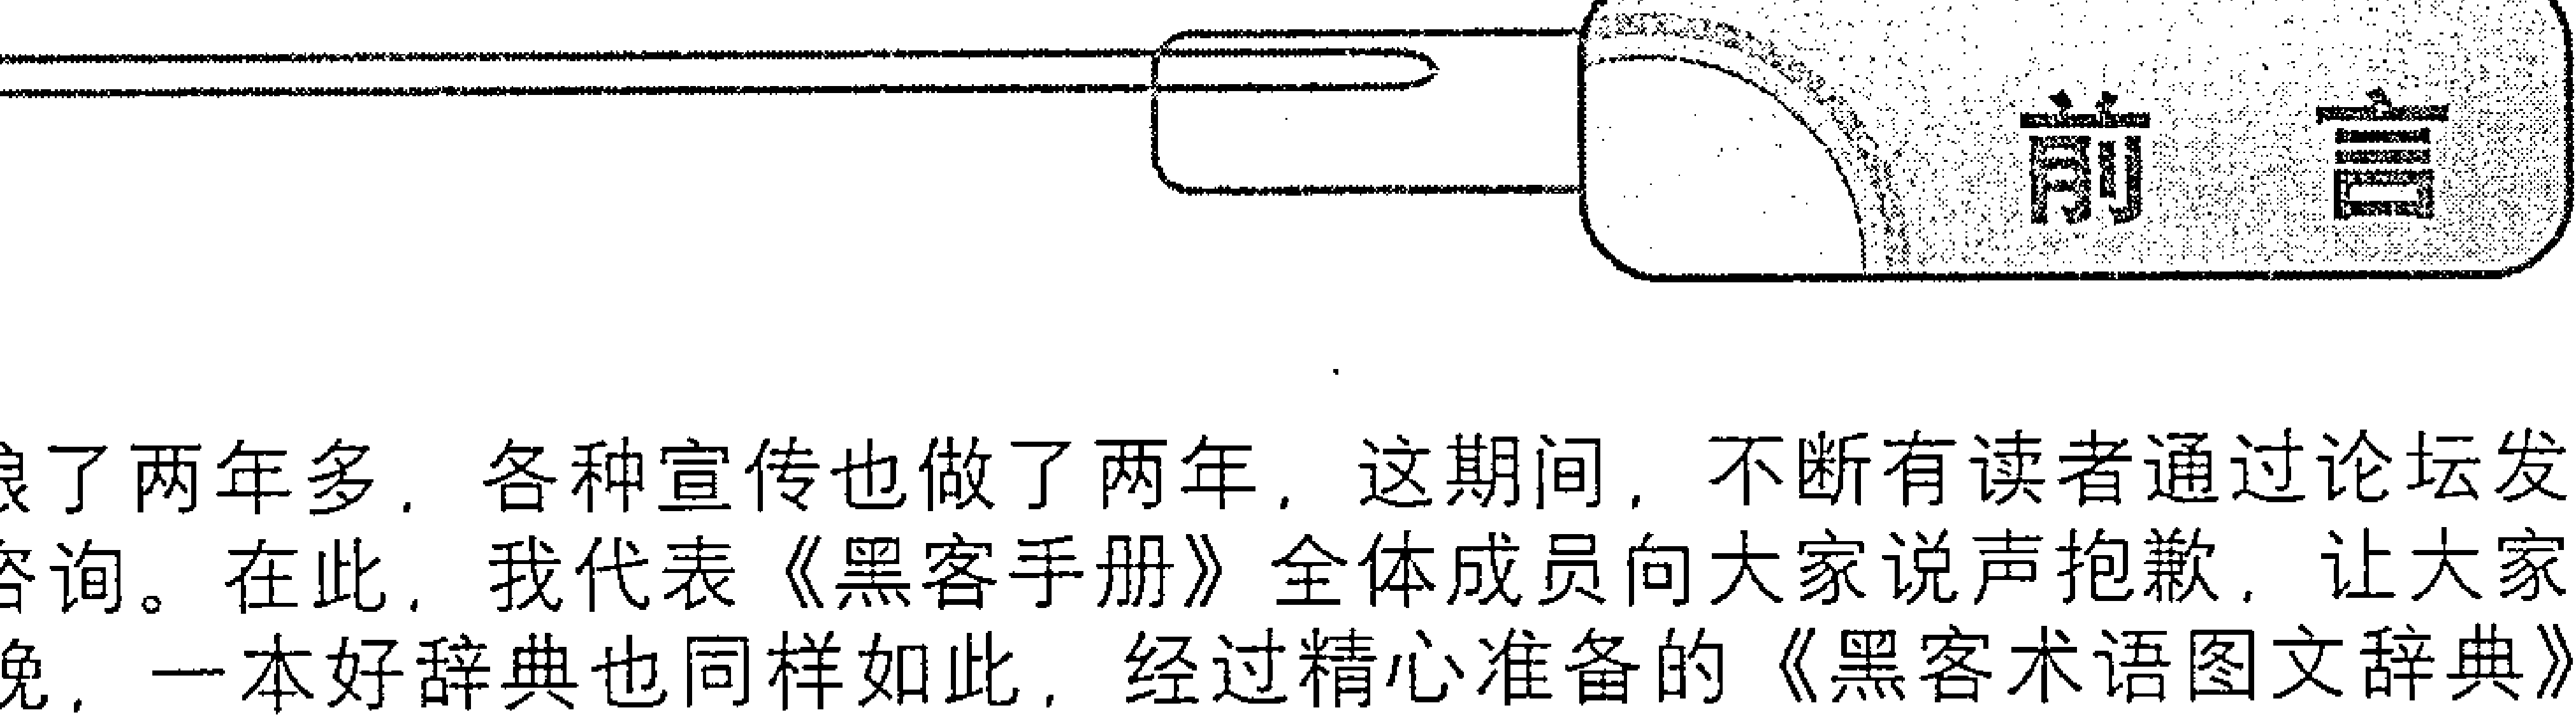 前言
了两年多，各种宣传也做了两年，这期间，不断有读者通过论坛发
咨询。在此，我代表《黑客手册》全体成员向大家说声抱歉，让大家
晚，一本好辞典也同样如此，经过精心准备的《黑客术语图文辞典》